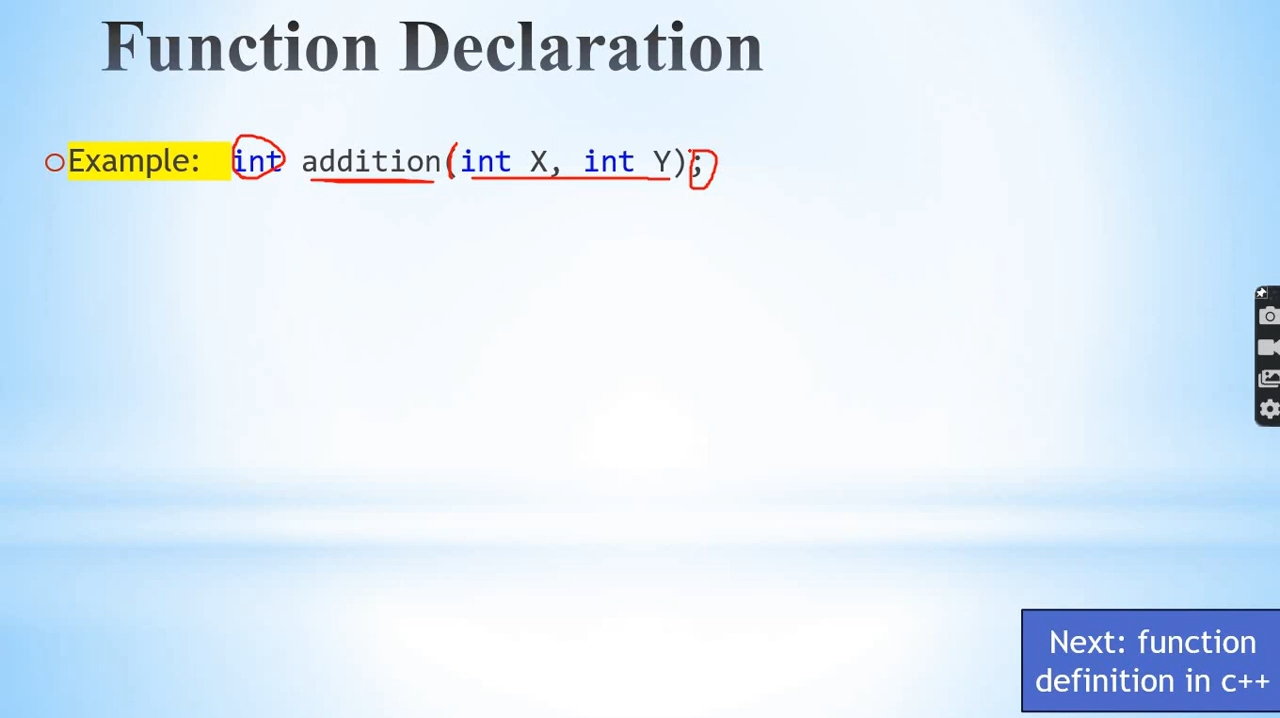 Function Declaration
Example: int addition(int X, int Y);
Next: function
definition in c++